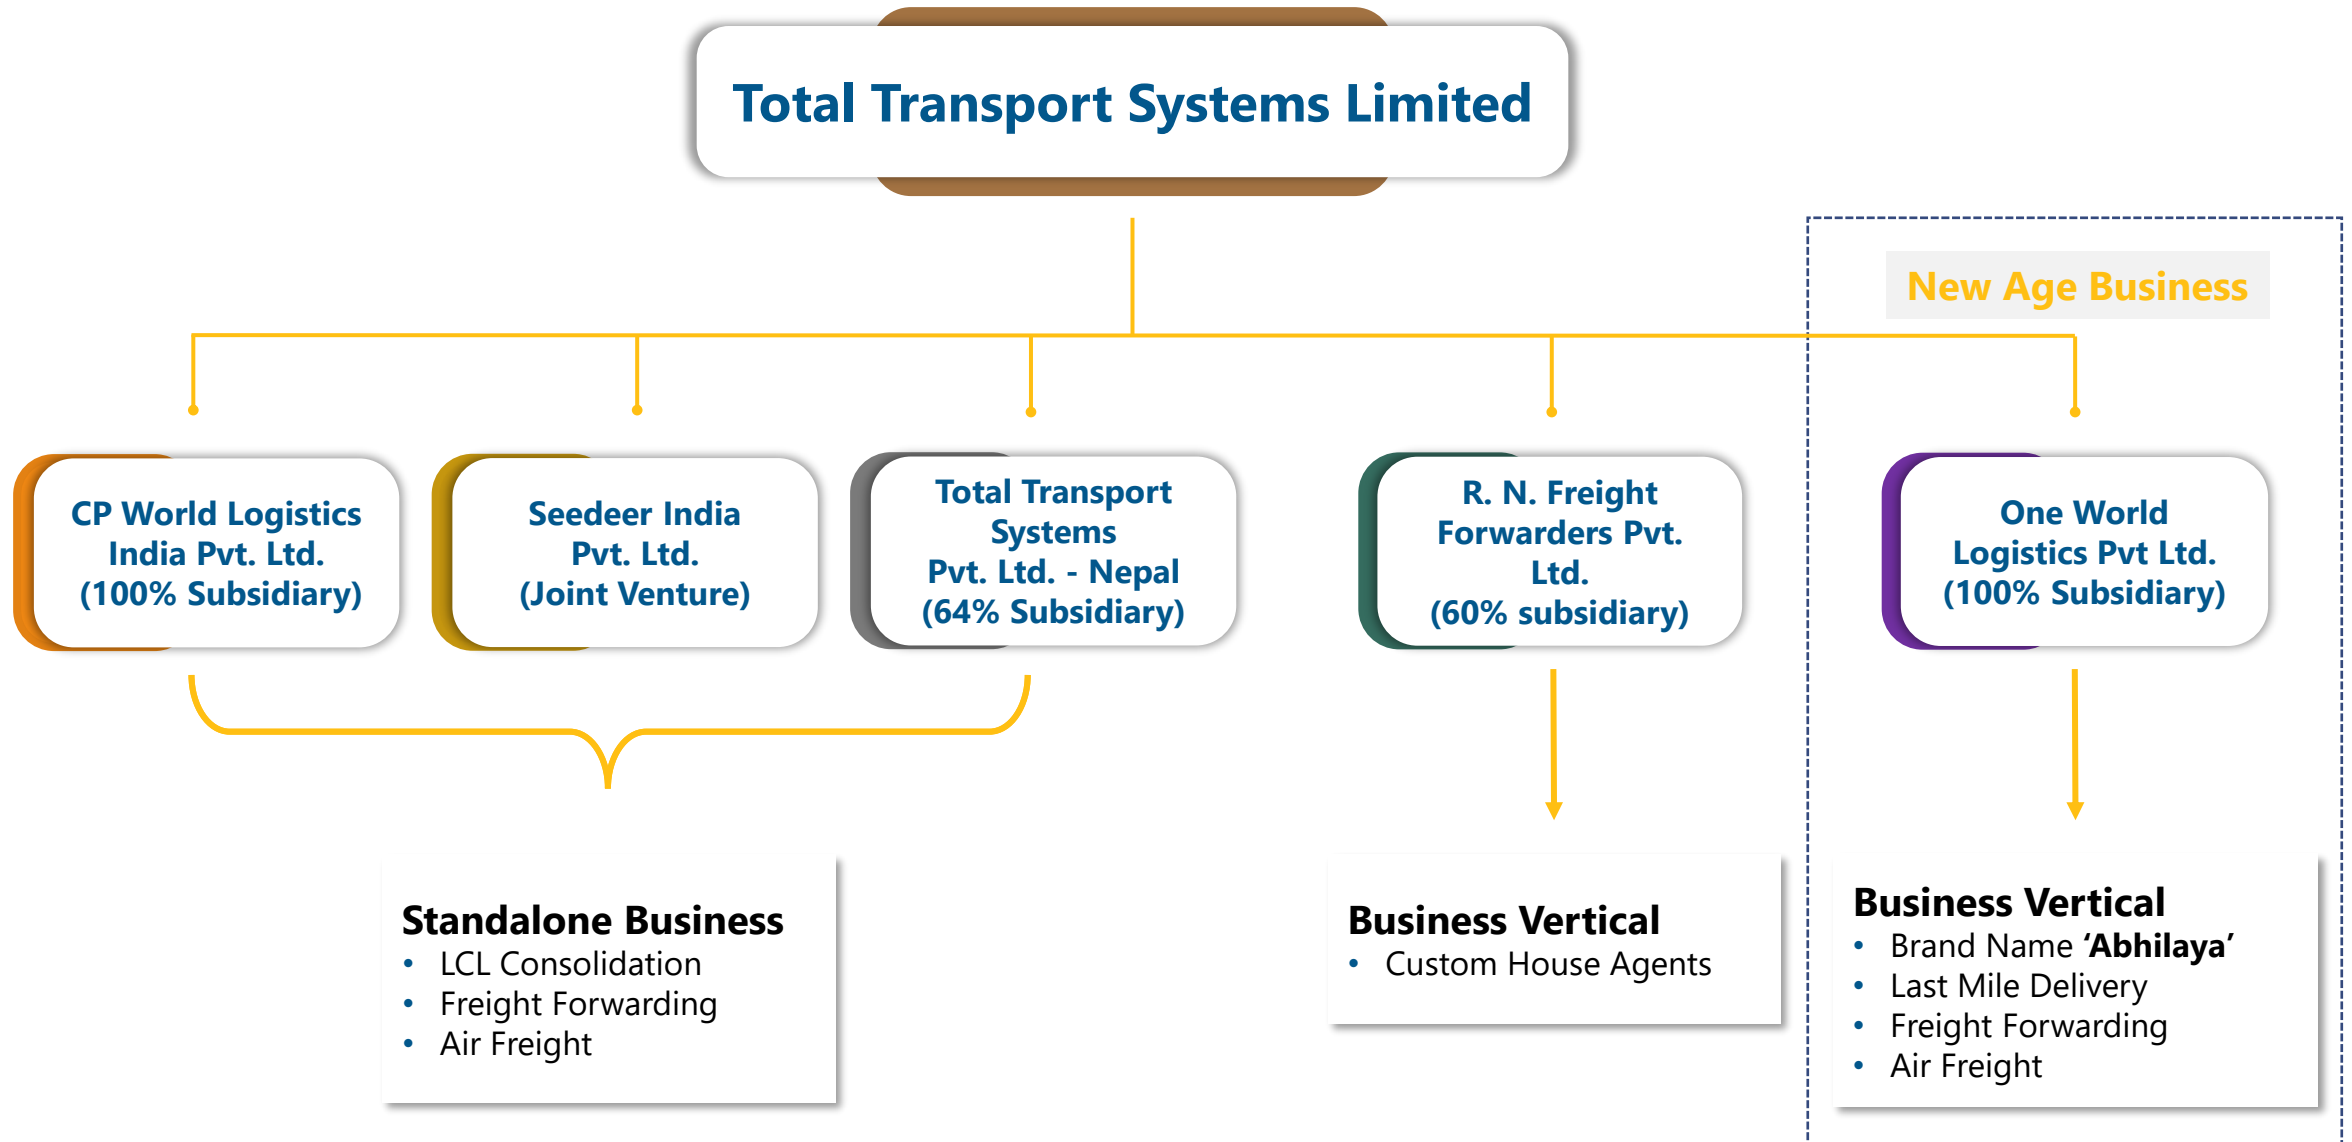 Total Transport Systems Limited
New Age Business
CP World Logistics
India Pvt. Ltd.
(100% Subsidiary)
Seedeer India
Pvt. Ltd.
(Joint Venture)
Total Transport
Systems
Pvt. Ltd. - Nepal
(64% Subsidiary)
R. N. Freight
Forwarders Pvt.
Ltd.
(60% subsidiary)
One World
Logistics Pvt Ltd.
(100% Subsidiary)
Standalone Business
• LCL Consolidation
• Freight Forwarding
• Air Freight
Business Vertical
• Custom House Agents
Business Vertical
• Brand Name ‘Abhilaya’
• Last Mile Delivery
• Freight Forwarding
• Air Freight